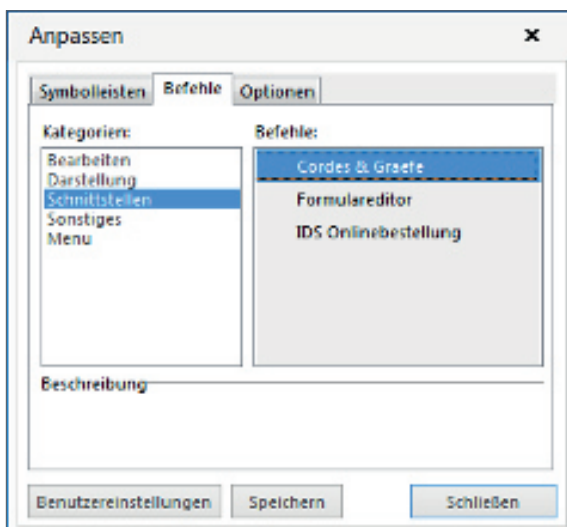 Anpassen
Symbolleisten Befehle Optionen
Kategorien:
Bearbeiten
Darstellung
Schnittstellen
Sonstiges
Menu
Befehle:
Cordes & Graefe
Formulareditor
IDS Onlinebestellung
Beschreibung
Benutzereinstellungen Speichern Schließen